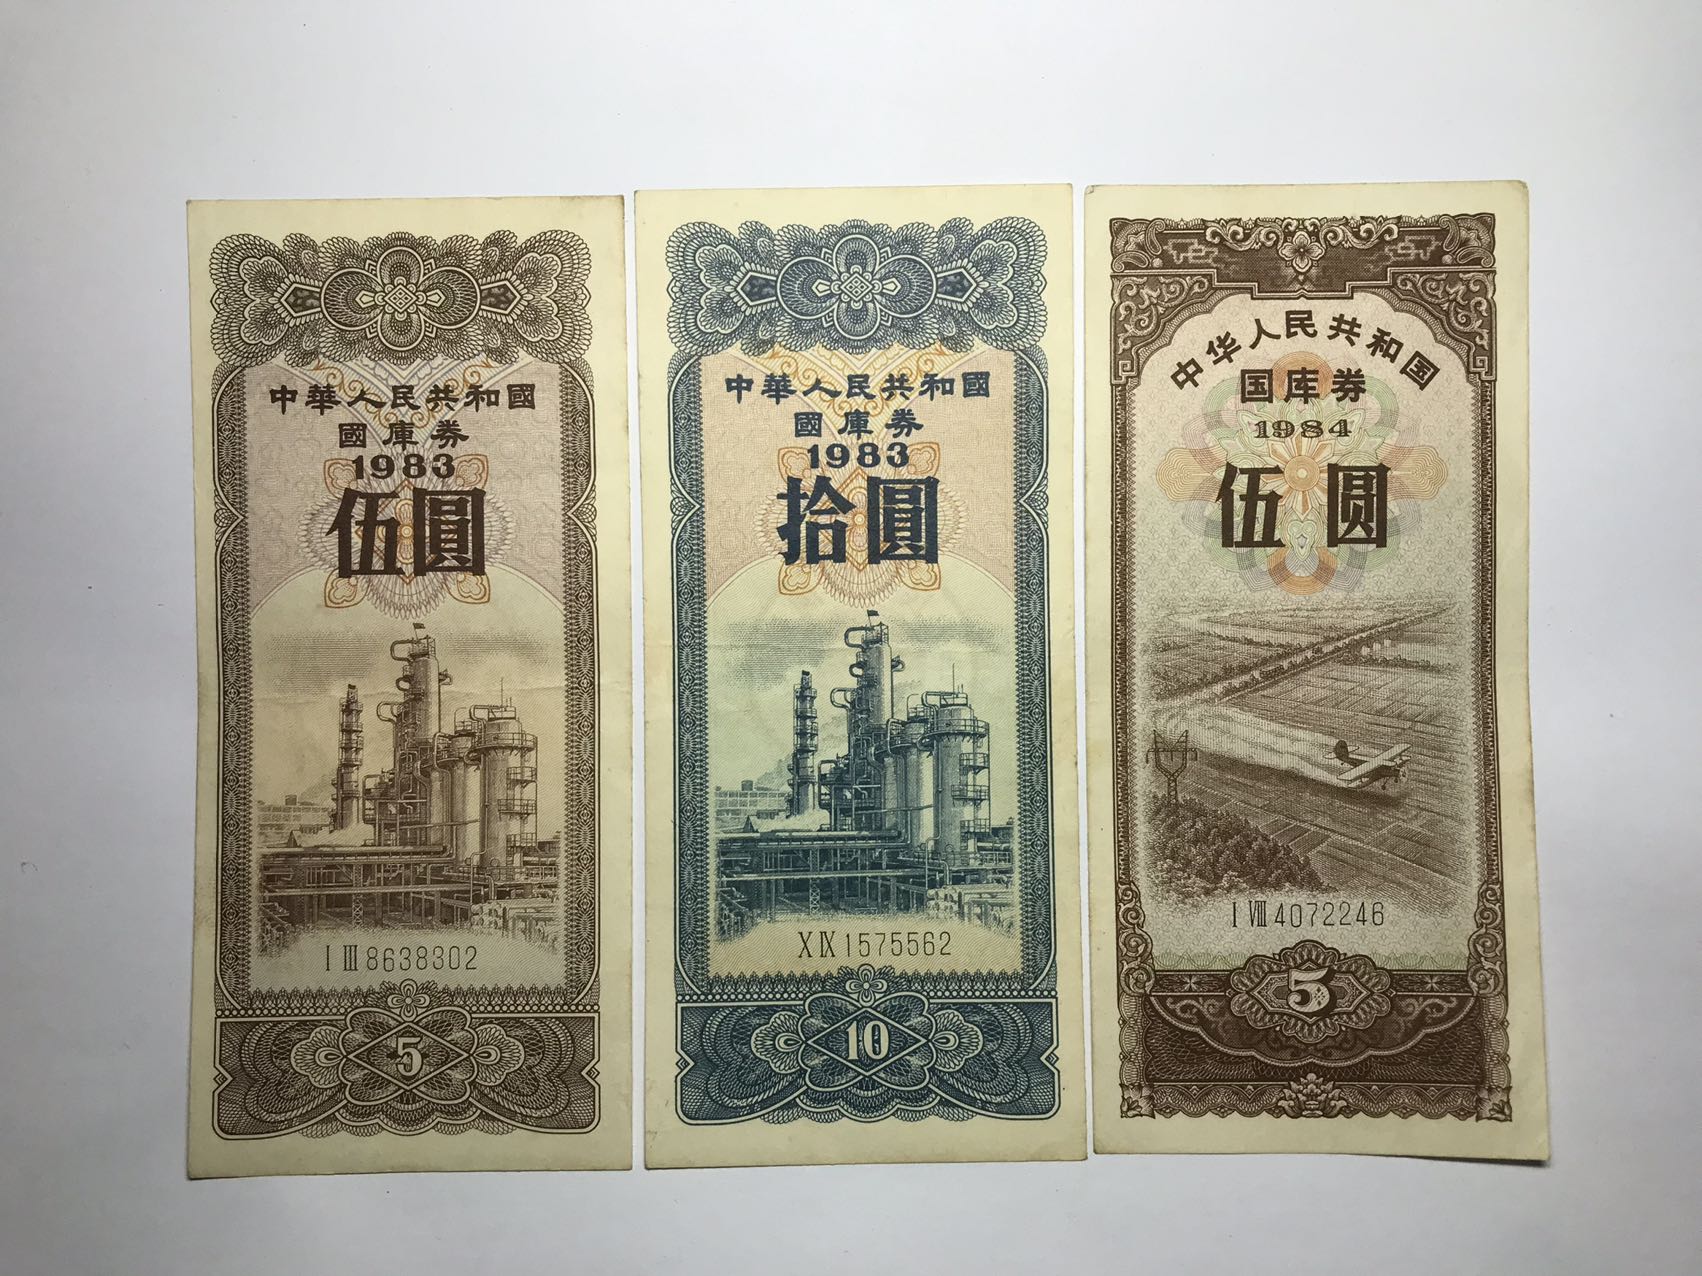 中華人民共和國
國庫券
1983
伍圓
I III 8638302
5
中華人民共和國
國庫券
1983
拾圓
X IX 1575562
10
中华人民共和国
国库券
1984
伍圆
I VIII 4072246
5